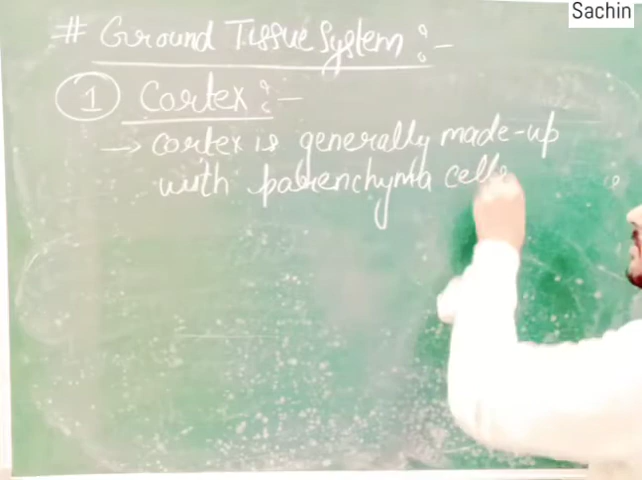 Sachin
# Ground Tissue System :-
1 Cortex :-
→ cortex is generally made-up
with parenchyma cells